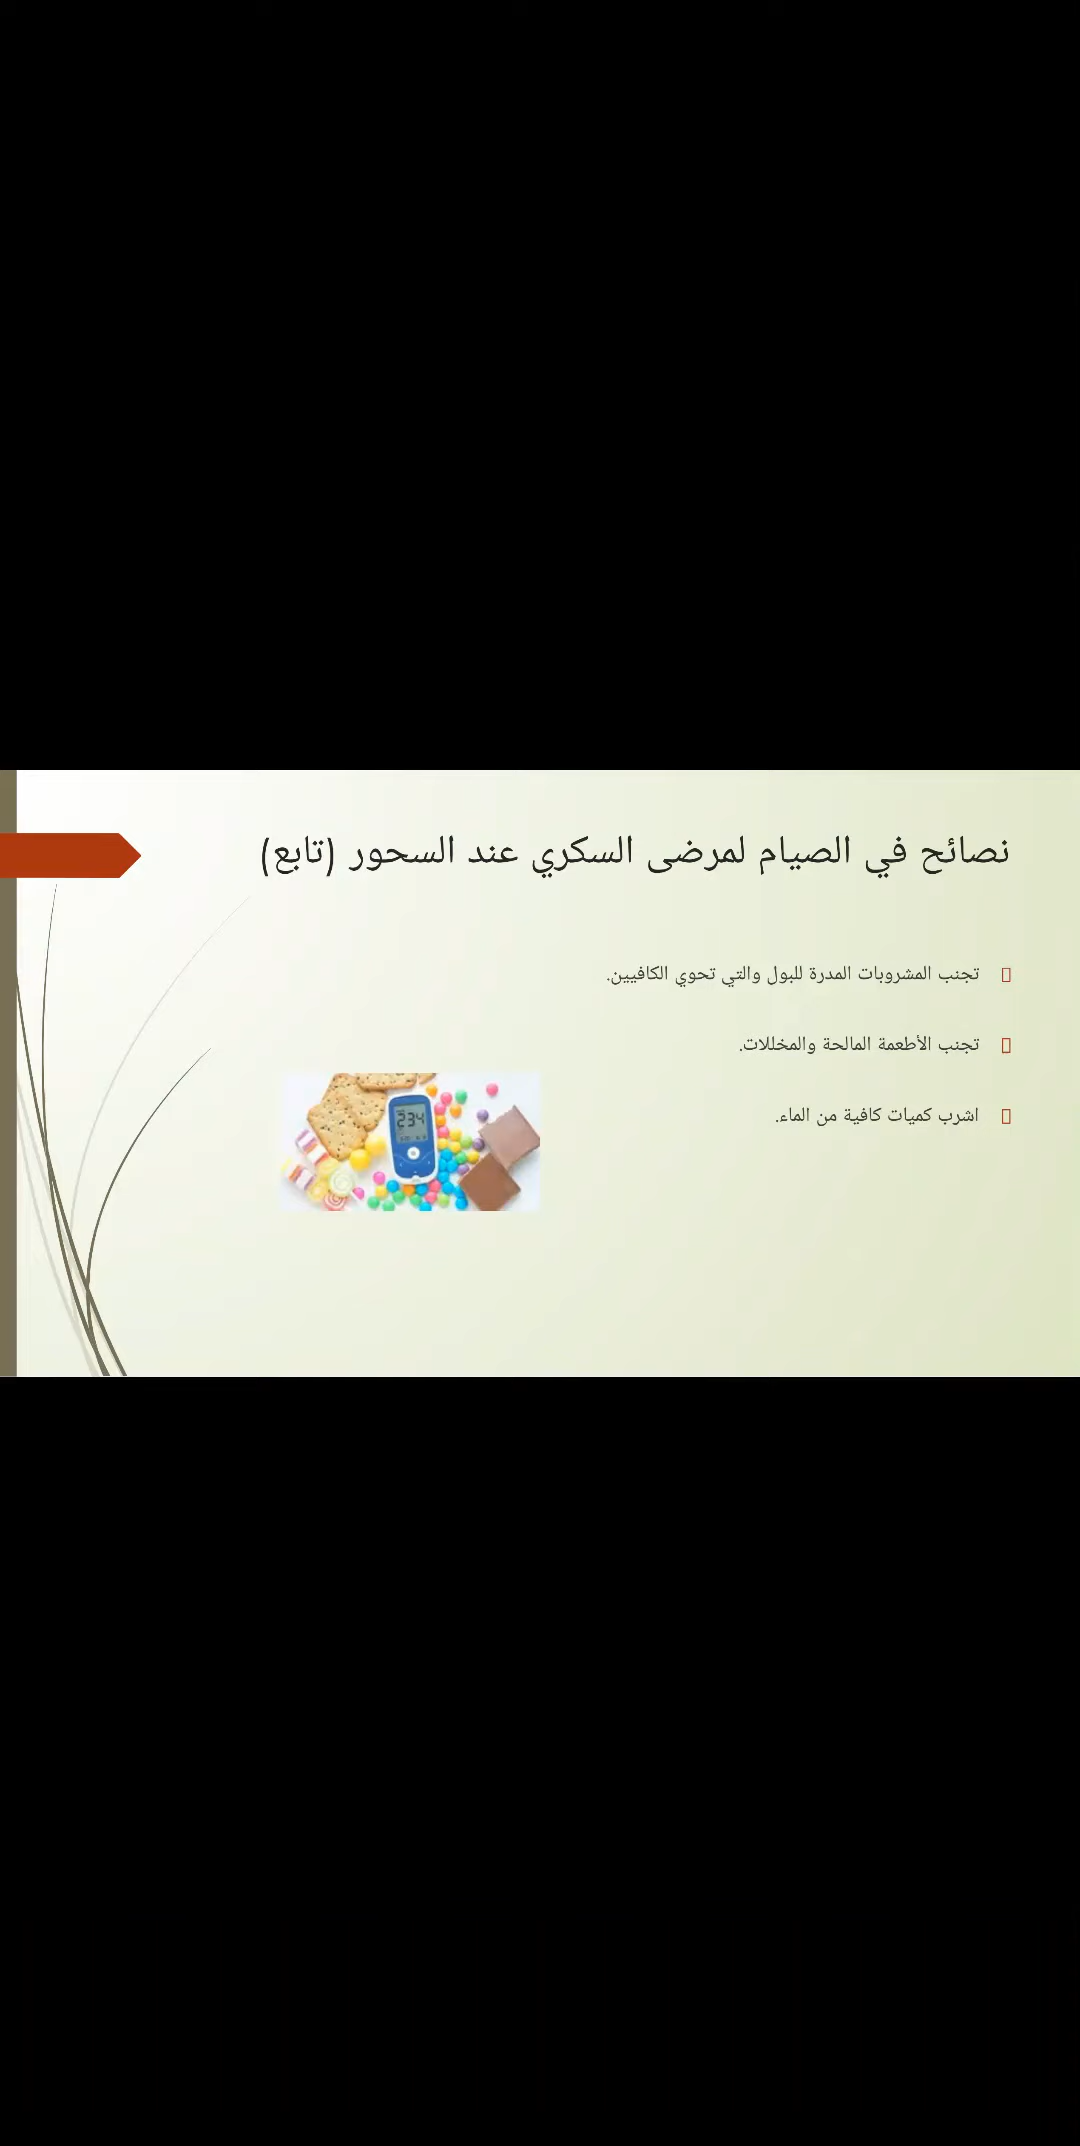 نصائح في الصيام لمرضى السكري عند السحور (تابع)
تجنب المشروبات المدرة للبول والتي تحوي الكافيين.
تجنب الأطعمة المالحة والمخللات.
اشرب كميات كافية من الماء.
234